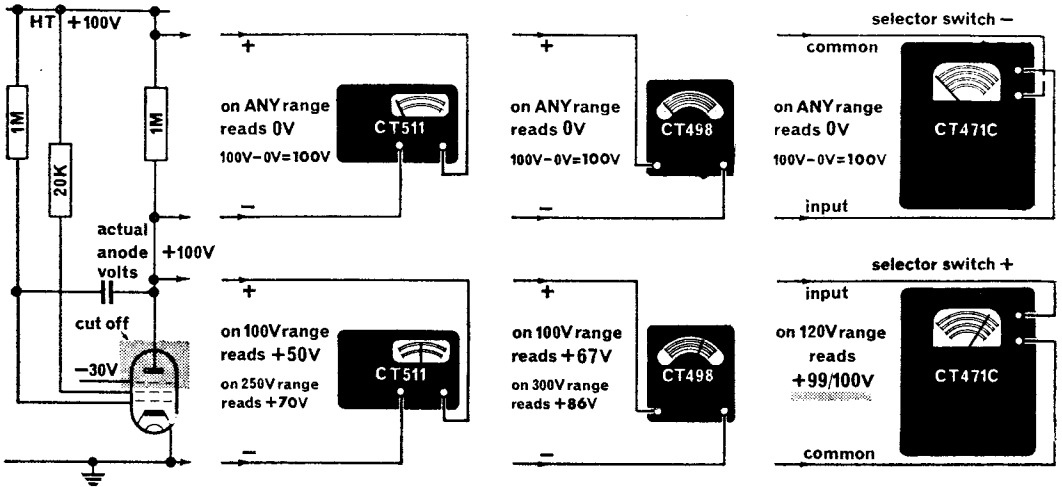 HT +100V
1M
20K
1M
actual
anode
volts
+100V
cut off
−30V
+
on ANY range
reads 0V
100V−0V=100V
CT511
−
+
on ANY range
reads 0V
100V−0V=100V
CT498
−
selector switch −
common
on ANY range
reads 0V
100V−0V=100V
CT471C
input
+
on 100V range
reads +50V
on 250V range
reads +70V
CT511
−
+
on 100V range
reads +67V
on 300V range
reads +86V
CT498
−
selector switch +
input
on 120V range
reads
+99/100V
CT471C
common